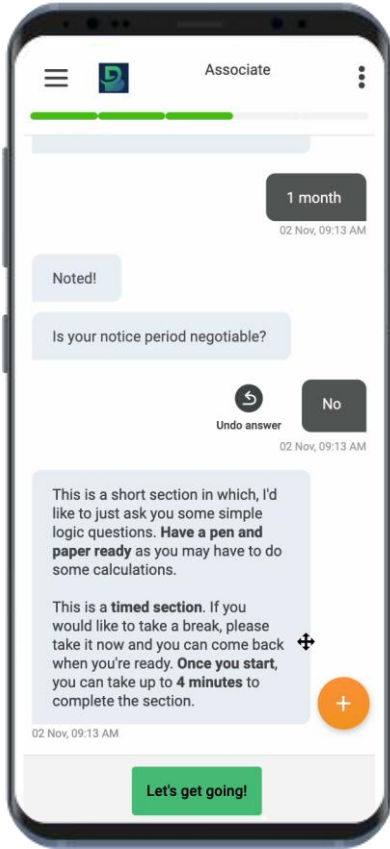 Associate
1 month
02 Nov, 09:13 AM
Noted!
Is your notice period negotiable?
No
Undo answer
02 Nov, 09:13 AM
This is a short section in which, I'd
like to just ask you some simple
logic questions. Have a pen and
paper ready as you may have to do
some calculations.
This is a timed section. If you
would like to take a break, please
take it now and you can come back
when you're ready. Once you start,
you can take up to 4 minutes to
complete the section.
02 Nov, 09:13 AM
Let's get going!